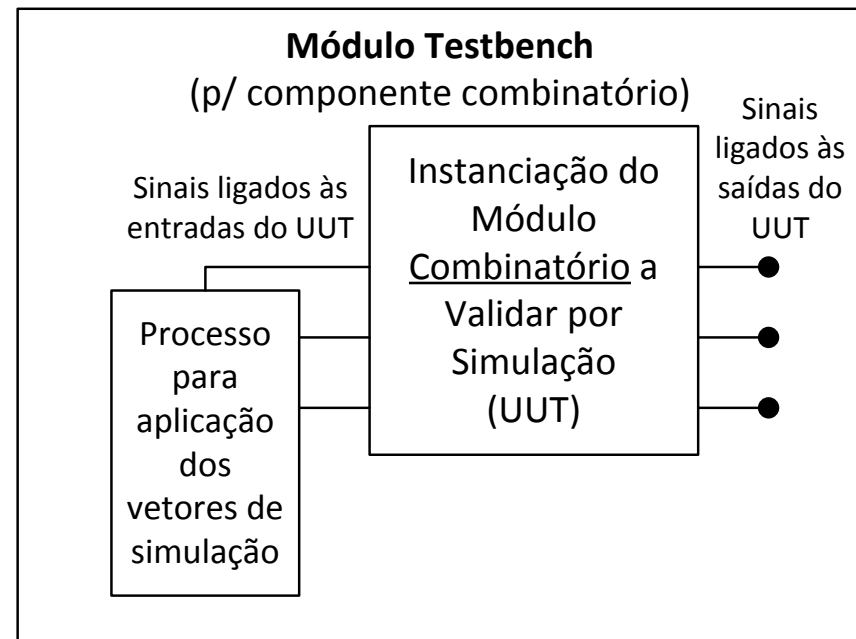 Módulo Testbench
(p/ componente combinatório)
Sinais
ligados às
saídas do
UUT
Sinais ligados às
entradas do UUT
Instanciação do
Módulo
Combinatório a
Validar por
Simulação
(UUT)
Processo
para
aplicação
dos
vetores de
simulação